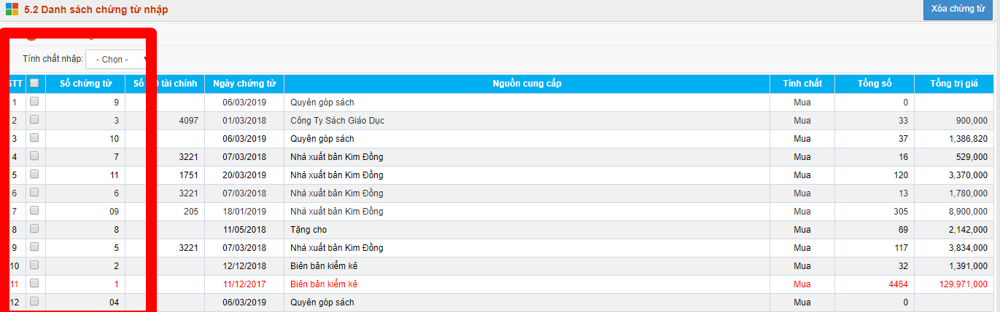 5.2 Danh sách chứng từ nhập
Xóa chứng từ
Tính chất nhập: - Chọn -
STT Số chứng từ Số tài chính Ngày chứng từ Nguồn cung cấp Tính chất Tổng số Tổng trị giá
1 9 06/03/2019 Quyên góp sách Mua 0
2 3 4097 01/03/2018 Công Ty Sách Giáo Dục Mua 33 900,000
3 10 06/03/2019 Quyên góp sách Mua 37 1,386,820
4 7 3221 07/03/2018 Nhà xuất bản Kim Đồng Mua 16 529,000
5 11 1751 20/03/2019 Nhà xuất bản Kim Đồng Mua 120 3,370,000
6 6 3221 07/03/2018 Nhà xuất bản Kim Đồng Mua 13 1,780,000
7 09 205 18/01/2019 Nhà xuất bản Kim Đồng Mua 305 8,900,000
8 8 11/05/2018 Tặng cho Mua 69 2,142,000
9 5 3221 07/03/2018 Nhà xuất bản Kim Đồng Mua 117 3,834,000
10 2 12/12/2018 Biên bản kiểm kê Mua 32 1,391,000
11 1 11/12/2017 Biên bản kiểm kê Mua 4464 129,971,000
12 04 06/03/2019 Quyên góp sách Mua 0